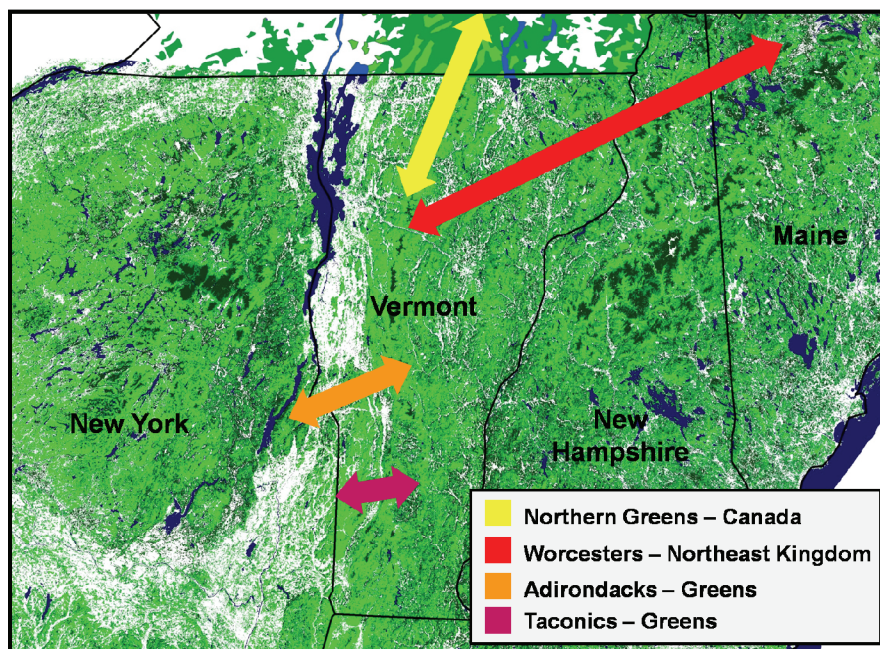 Maine
Vermont
New York
New
Hampshire
Northern Greens – Canada
Worcesters – Northeast Kingdom
Adirondacks – Greens
Taconics – Greens